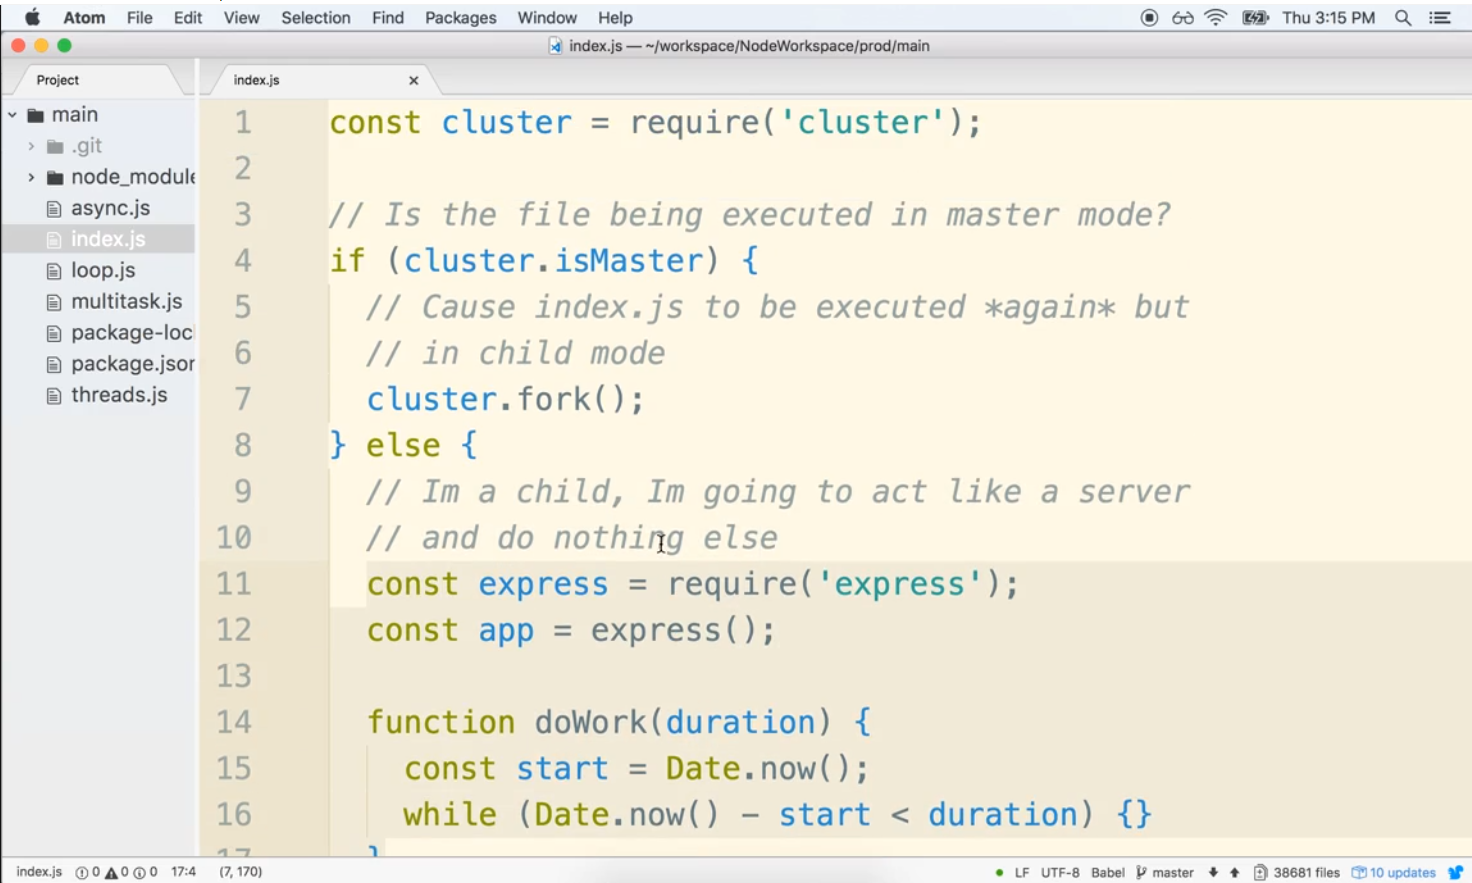 Atom File Edit View Selection Find Packages Window Help Thu 3:15 PM
index.js — ~/workspace/NodeWorkspace/prod/main
Project
index.js
main
.git
node_module
async.js
index.js
loop.js
multitask.js
package-loc
package.jsor
threads.js
1 const cluster = require('cluster');
2
3 // Is the file being executed in master mode?
4 if (cluster.isMaster) {
5 // Cause index.js to be executed *again* but
6 // in child mode
7 cluster.fork();
8 } else {
9 // Im a child, Im going to act like a server
10 // and do nothing else
11 const express = require('express');
12 const app = express();
13
14 function doWork(duration) {
15 const start = Date.now();
16 while (Date.now() - start < duration) {}
17 }
index.js 0 0 0 17:4 (7, 170) LF UTF-8 Babel master 38681 files 10 updates